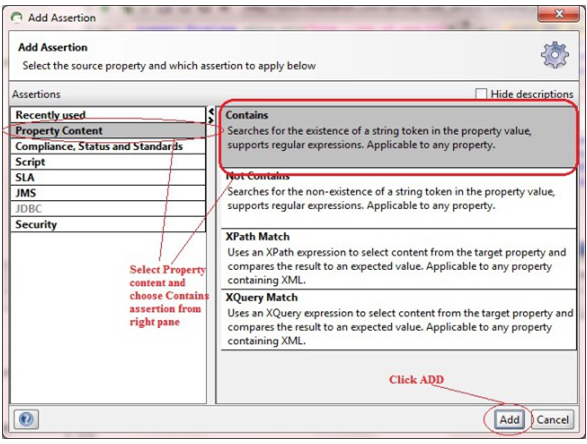 Add Assertion
Add Assertion
Select the source property and which assertion to apply below
Assertions
Hide descriptions
Recently used
Property Content
Compliance, Status and Standards
Script
SLA
JMS
JDBC
Security
Contains
Searches for the existence of a string token in the property value,
supports regular expressions. Applicable to any property.
Not Contains
Searches for the non-existence of a string token in the property value,
supports regular expressions. Applicable to any property.
XPath Match
Uses an XPath expression to select content from the target property and
compares the result to an expected value. Applicable to any property
containing XML.
XQuery Match
Uses an XQuery expression to select content from the target property and
compares the result to an expected value. Applicable to any property
containing XML.
Select Property
content and
choose Contains
assertion from
right pane
Click ADD
Add
Cancel